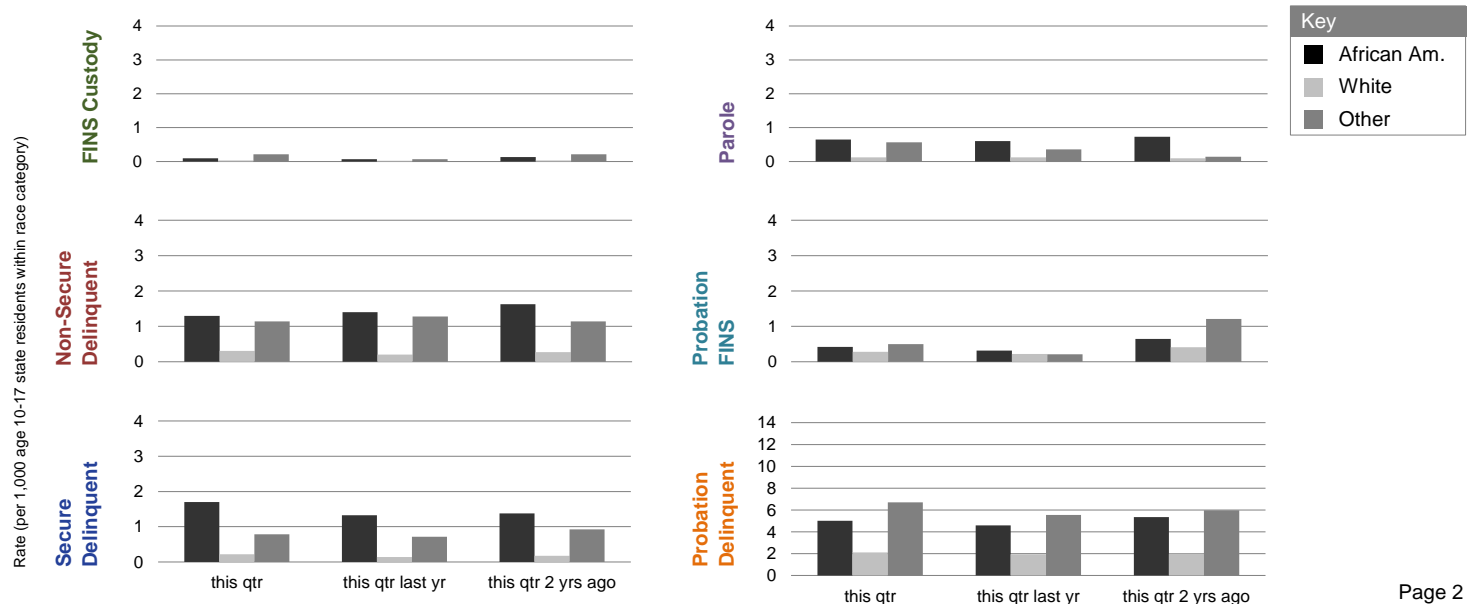 Rate (per 1,000 age 10-17 state residents within race category)
FINS Custody
4
3
2
1
0
Parole
4
3
2
1
0
Key
African Am.
White
Other
Non-Secure
Delinquent
4
3
2
1
0
Probation
FINS
4
3
2
1
0
Secure
Delinquent
4
3
2
1
0
this qtr
this qtr last yr
this qtr 2 yrs ago
Probation
Delinquent
14
12
10
8
6
4
2
0
this qtr
this qtr last yr
this qtr 2 yrs ago
Page 2